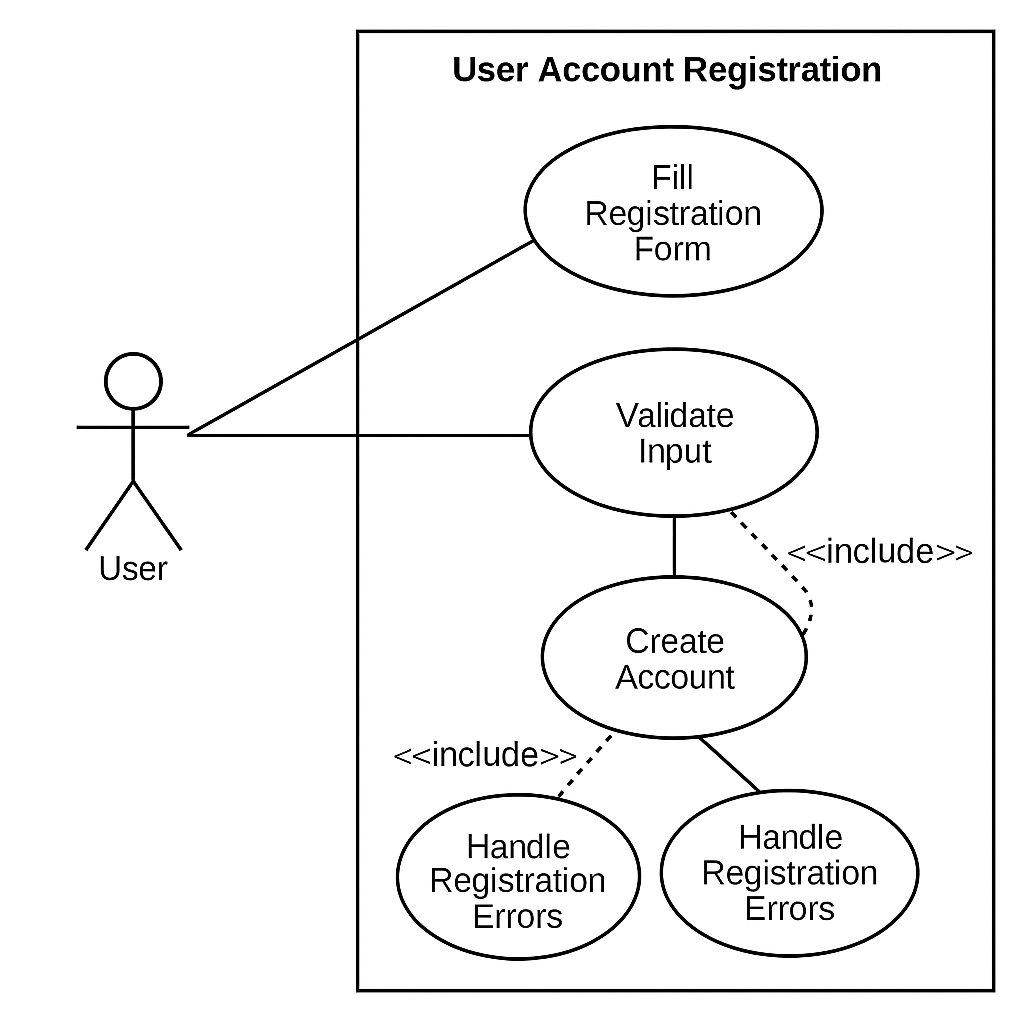 User Account Registration
Fill
Registration
Form
Validate
Input
User
<<include>>
Create
Account
<<include>>
Handle
Registration
Errors
Handle
Registration
Errors